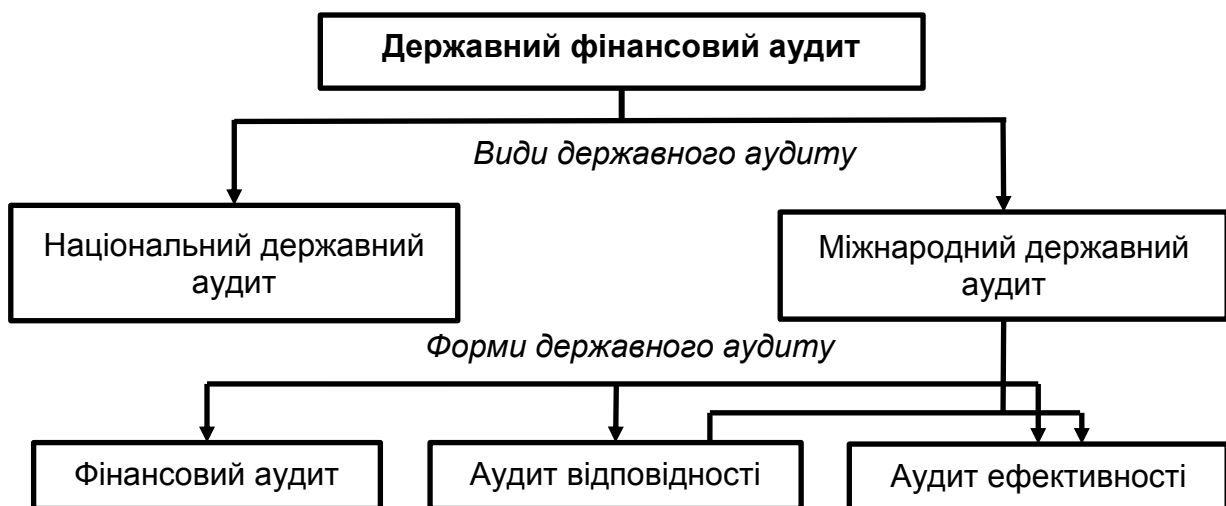 Державний фінансовий аудит
Види державного аудиту
Національний державний
аудит
Міжнародний державний
аудит
Форми державного аудиту
Фінансовий аудит
Аудит відповідності
Аудит ефективності